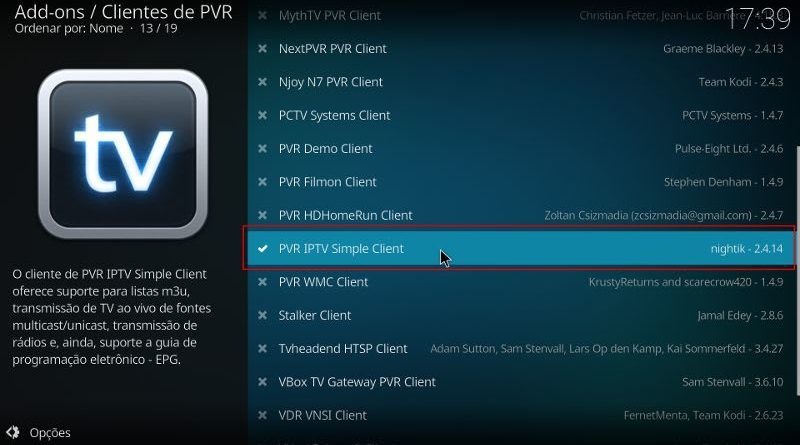 Add-ons / Clientes de PVR
Ordenar por: Nome · 13 / 19
17:39
tv
O cliente de PVR IPTV Simple Client
oferece suporte para listas m3u,
transmissão de TV ao vivo de fontes
multicast/unicast, transmissão de
rádios e, ainda, suporte a guia de
programação eletrônico - EPG.
MythTV PVR Client Christian Fetzer, Jean-Luc Barrière
NextPVR PVR Client Graeme Blackley - 2.4.13
Njoy N7 PVR Client Team Kodi - 2.4.3
PCTV Systems Client PCTV Systems - 1.4.7
PVR Demo Client Pulse-Eight Ltd. - 2.4.6
PVR Filmon Client Stephen Denham - 1.4.9
PVR HDHomeRun Client Zoltan Csizmadia (zcsizmadia@gmail.com) - 2.4.7
PVR IPTV Simple Client nightik - 2.4.14
PVR WMC Client KrustyReturns and scarecrow420 - 1.4.9
Stalker Client Jamal Edey - 2.8.6
Tvheadend HTSP Client Adam Sutton, Sam Stenvall, Lars Op den Kamp, Kai Sommerfeld - 3.4.27
VBox TV Gateway PVR Client Sam Stenvall - 3.6.10
VDR VNSI Client FernetMenta, Team Kodi - 2.6.23
Opções